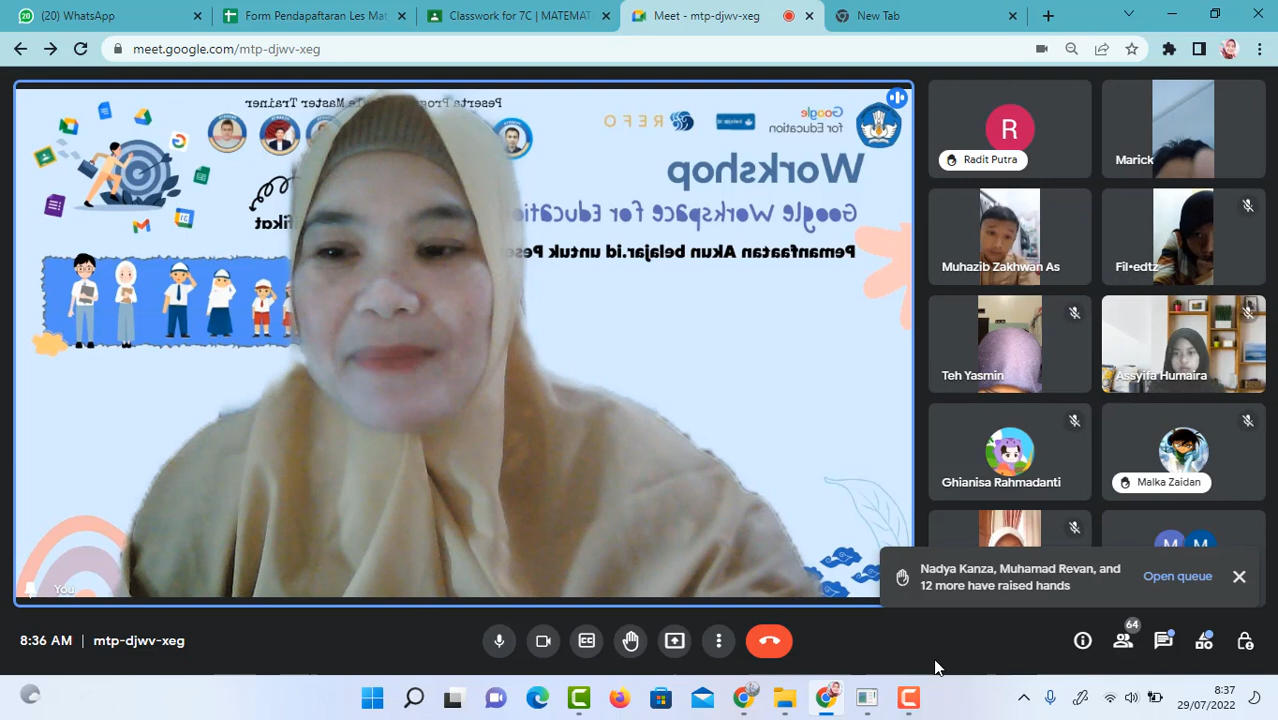 (20) WhatsApp
Form Pendapaftaran Les Mat
Classwork for 7C | MATEMAT
Meet - mtp-djwv-xeg
New Tab
meet.google.com/mtp-djwv-xeg
Peserta Master Trainer
REFO
Google
for Education
Workshop
Google Workspace for Education
Pemanfaatan Akun belajar.id untuk
You
R
Radit Putra
Marick
Muhazib Zakhwan As
Fil•edtz
Teh Yasmin
Assyifa Humaira
Ghianisa Rahmadanti
Malka Zaidan
M M
Nadya Kanza, Muhamad Revan, and
12 more have raised hands
Open queue
8:36 AM | mtp-djwv-xeg
64
8:37
29/07/2022